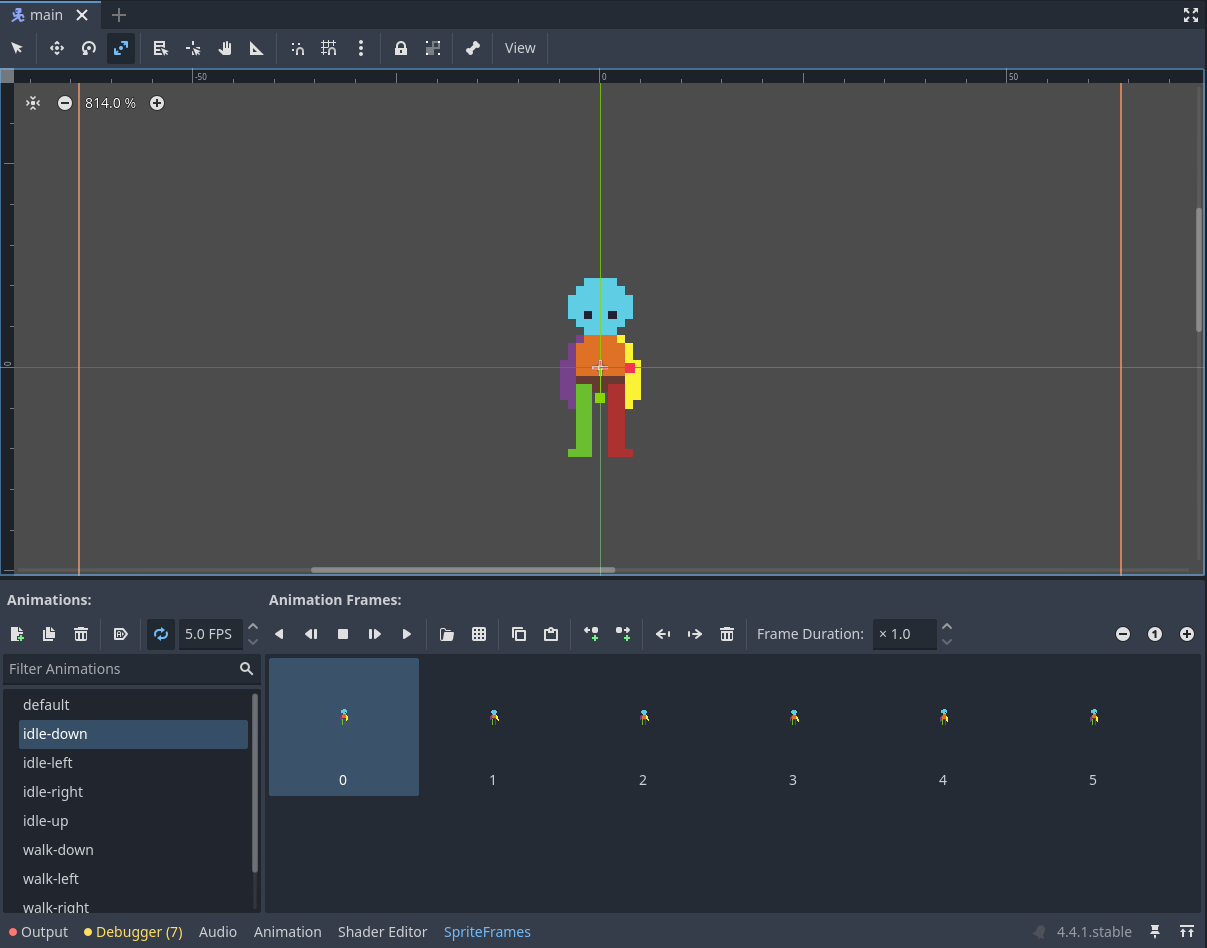 main
View
-50
0
50
814.0 %
0
Animations:
Animation Frames:
5.0 FPS
Frame Duration:
× 1.0
1
Filter Animations
default
idle-down
idle-left
idle-right
idle-up
walk-down
walk-left
walk-right
0
1
2
3
4
5
Output
Debugger (7)
Audio
Animation
Shader Editor
SpriteFrames
4.4.1.stable